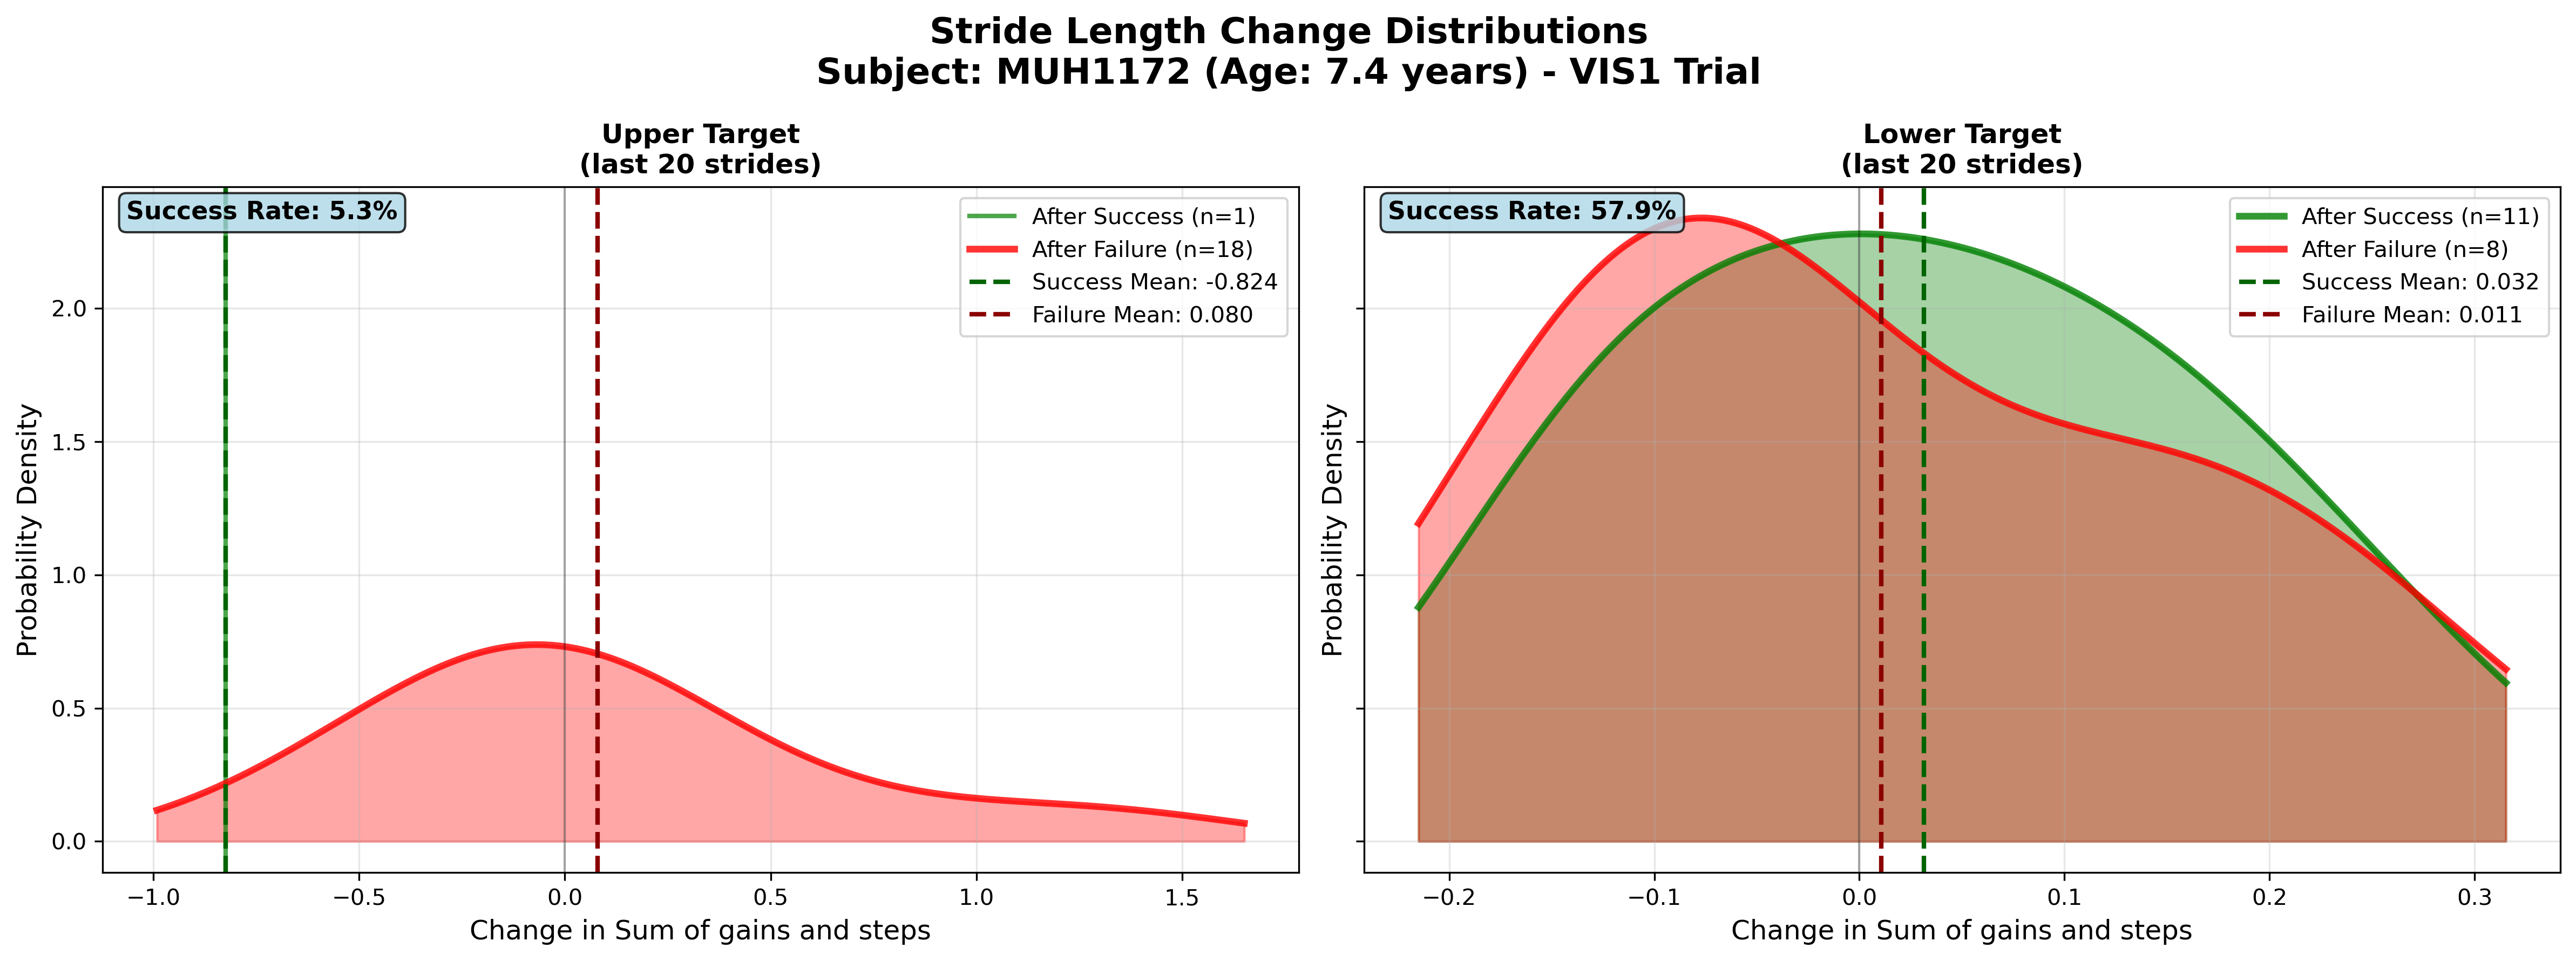 Stride Length Change Distributions
Subject: MUH1172 (Age: 7.4 years) - VIS1 Trial
Upper Target
(last 20 strides)
Success Rate: 5.3%
After Success (n=1)
After Failure (n=18)
Success Mean: -0.824
Failure Mean: 0.080
Probability Density
2.0
1.5
1.0
0.5
0.0
−1.0
−0.5
0.0
0.5
1.0
1.5
Change in Sum of gains and steps
Lower Target
(last 20 strides)
Success Rate: 57.9%
After Success (n=11)
After Failure (n=8)
Success Mean: 0.032
Failure Mean: 0.011
Probability Density
−0.2
−0.1
0.0
0.1
0.2
0.3
Change in Sum of gains and steps